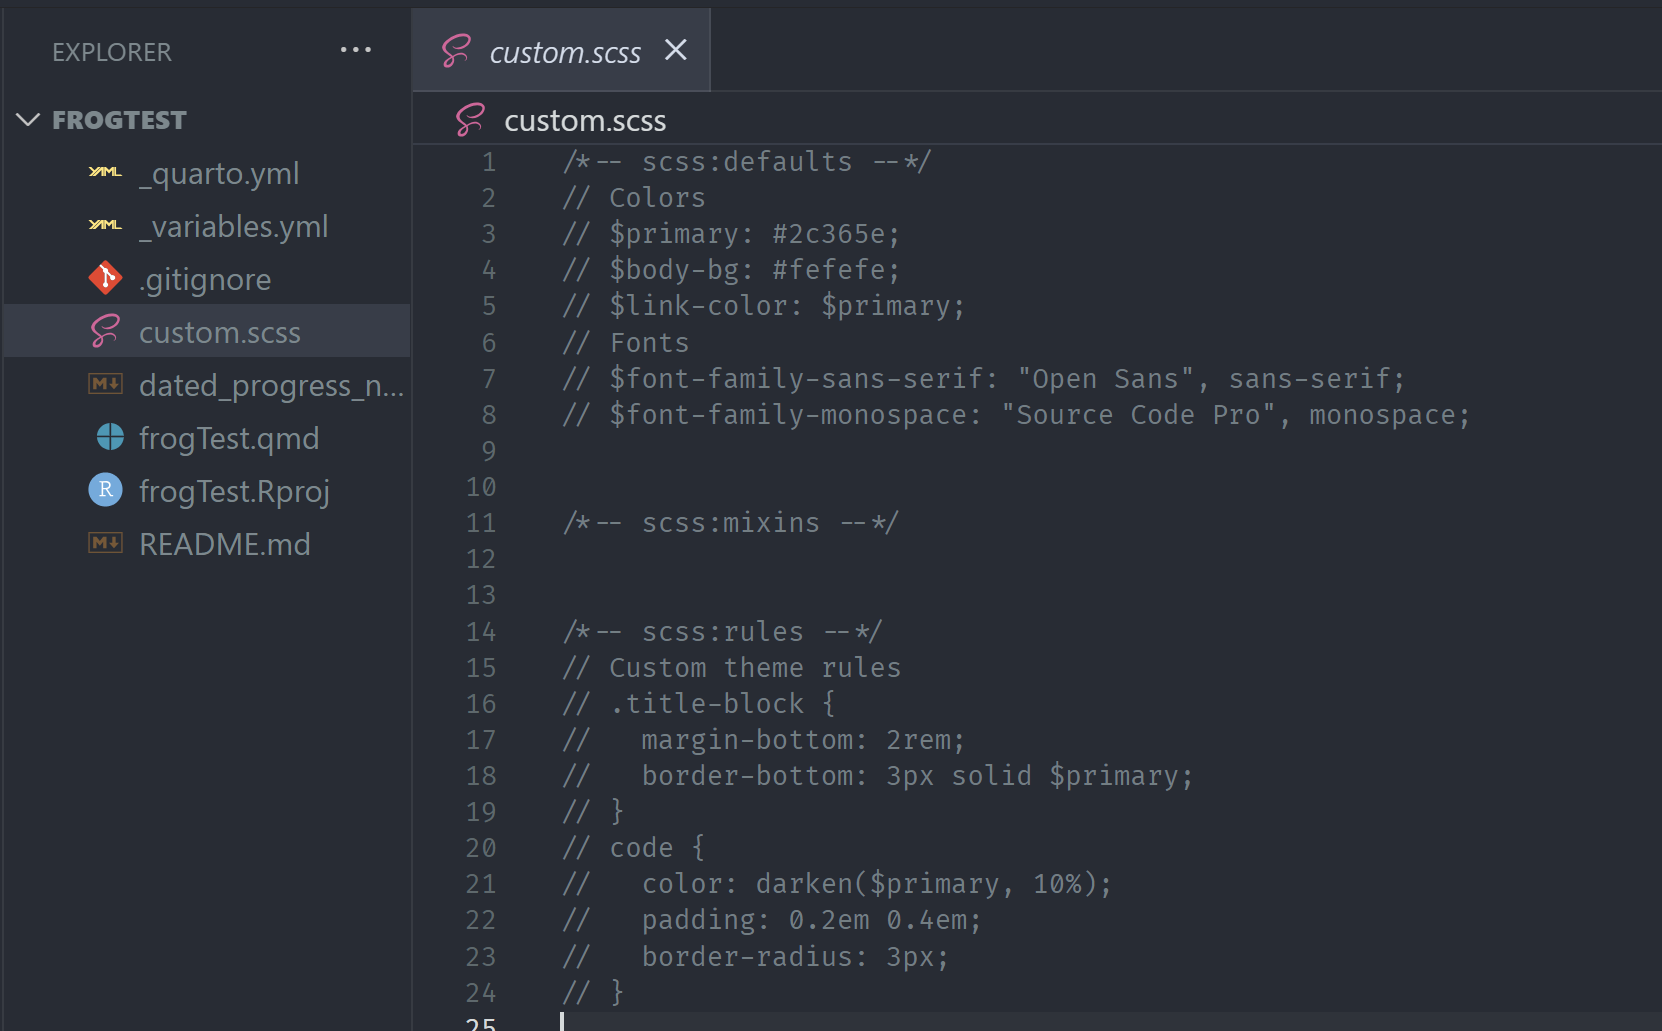 EXPLORER
FROGTEST
_quarto.yml
_variables.yml
.gitignore
custom.scss
dated_progress_n...
frogTest.qmd
frogTest.Rproj
README.md
custom.scss
custom.scss
1 /*-- scss:defaults --*/
2 // Colors
3 // $primary: #2c365e;
4 // $body-bg: #fefefe;
5 // $link-color: $primary;
6 // Fonts
7 // $font-family-sans-serif: "Open Sans", sans-serif;
8 // $font-family-monospace: "Source Code Pro", monospace;
9
10
11 /*-- scss:mixins --*/
12
13
14 /*-- scss:rules --*/
15 // Custom theme rules
16 // .title-block {
17 //   margin-bottom: 2rem;
18 //   border-bottom: 3px solid $primary;
19 // }
20 // code {
21 //   color: darken($primary, 10%);
22 //   padding: 0.2em 0.4em;
23 //   border-radius: 3px;
24 // }
25